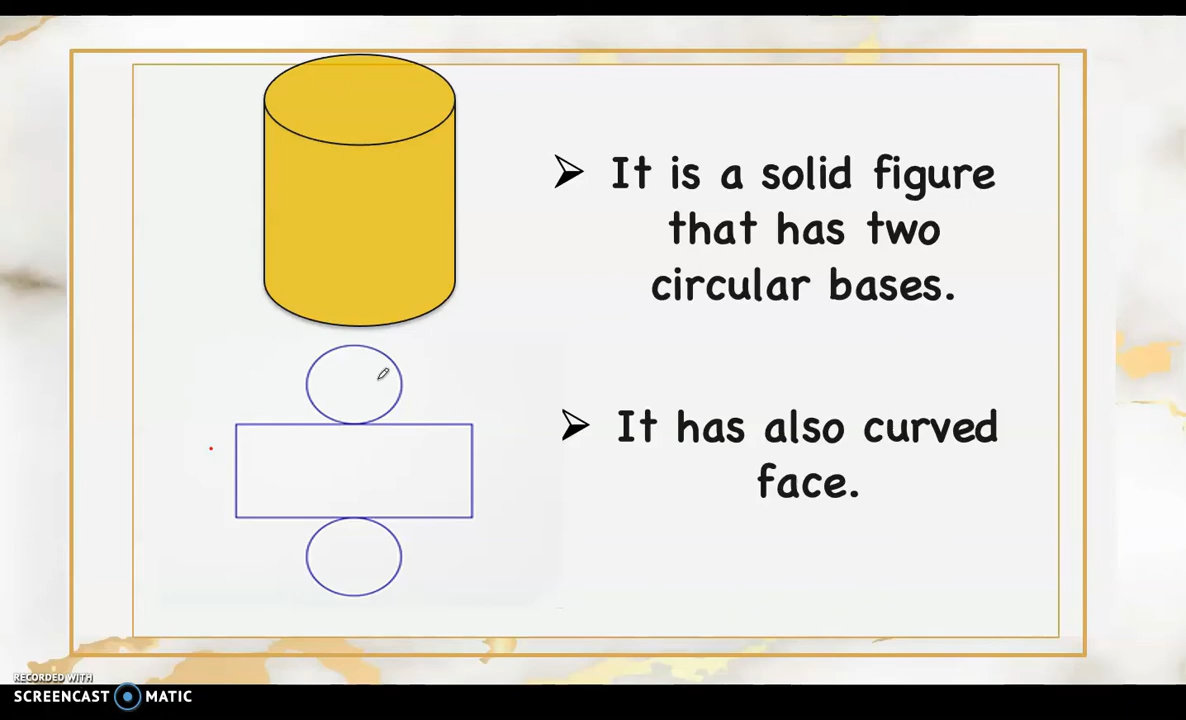 It is a solid figure
that has two
circular bases.
It has also curved
face.
RECORDED WITH
SCREENCAST MATIC